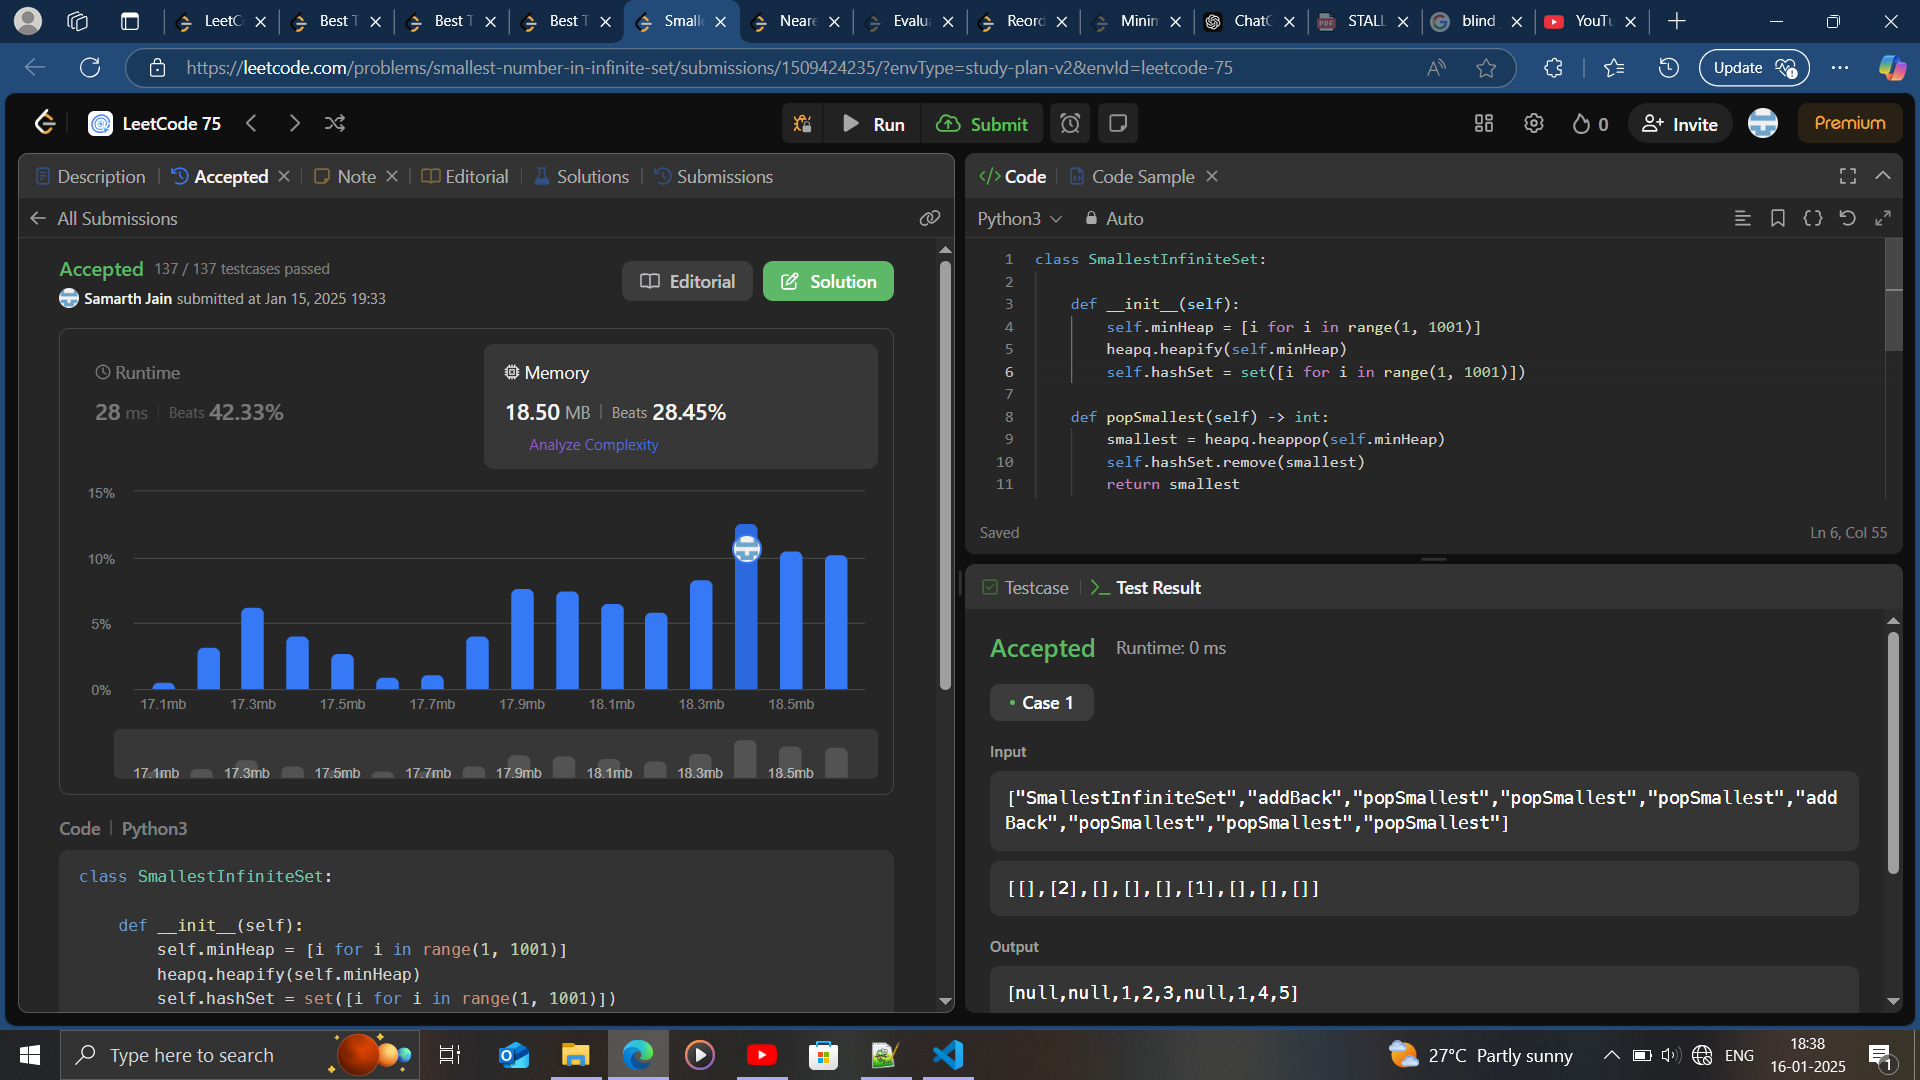 LeetC
Best T
Best T
Best T
Smalle
Neare
Evalua
Reord
Minim
ChatG
STALL
blind_
YouTu
https://leetcode.com/problems/smallest-number-in-infinite-set/submissions/1509424235/?envType=study-plan-v2&envId=leetcode-75
Update
LeetCode 75
Run
Submit
0
Invite
Premium
Description
Accepted
Note
Editorial
Solutions
Submissions
All Submissions
Accepted 137 / 137 testcases passed
Samarth Jain submitted at Jan 15, 2025 19:33
Editorial
Solution
Runtime
28 ms Beats 42.33%
Memory
18.50 MB Beats 28.45%
Analyze Complexity
15%
10%
5%
0%
17.1mb 17.3mb 17.5mb 17.7mb 17.9mb 18.1mb 18.3mb 18.5mb
17.1mb 17.3mb 17.5mb 17.7mb 17.9mb 18.1mb 18.3mb 18.5mb
Code | Python3
class SmallestInfiniteSet:
def __init__(self):
self.minHeap = [i for i in range(1, 1001)]
heapq.heapify(self.minHeap)
self.hashSet = set([i for i in range(1, 1001)])
</> Code
Code Sample
Python3
Auto
1 class SmallestInfiniteSet:
2
3 def __init__(self):
4 self.minHeap = [i for i in range(1, 1001)]
5 heapq.heapify(self.minHeap)
6 self.hashSet = set([i for i in range(1, 1001)])
7
8 def popSmallest(self) -> int:
9 smallest = heapq.heappop(self.minHeap)
10 self.hashSet.remove(smallest)
11 return smallest
Saved
Ln 6, Col 55
Testcase
Test Result
Accepted Runtime: 0 ms
• Case 1
Input
["SmallestInfiniteSet","addBack","popSmallest","popSmallest","popSmallest","add
Back","popSmallest","popSmallest","popSmallest"]
[[],[2],[],[],[],[1],[],[],[]]
Output
[null,null,1,2,3,null,1,4,5]
Type here to search
27°C Partly sunny
ENG
18:38
16-01-2025
1